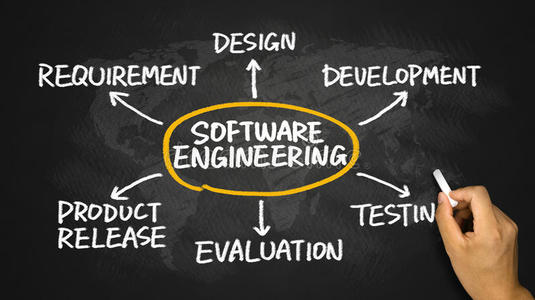 DESIGN
REQUIREMENT
DEVELOPMENT
SOFTWARE
ENGINEERING
PRODUCT
RELEASE
TESTIN
EVALUATION